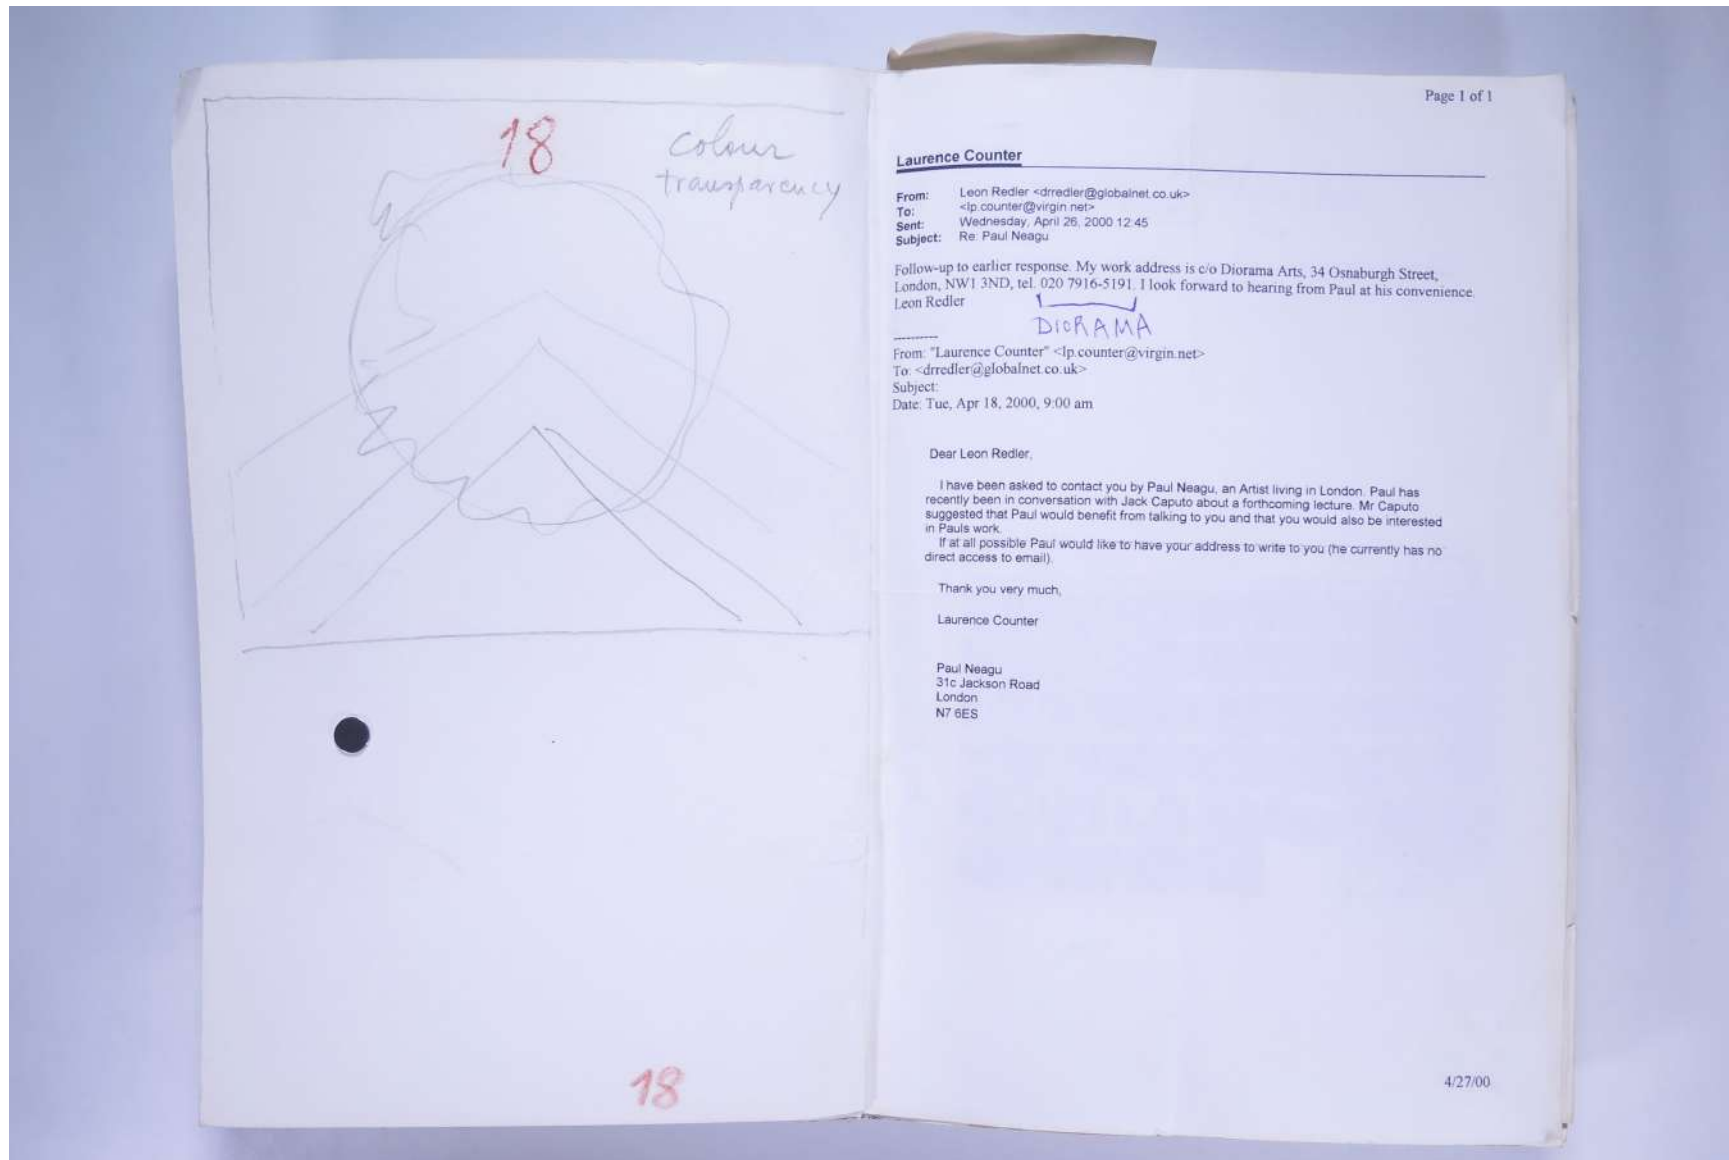 18
colour
transparency
18
Page 1 of 1
Laurence Counter
From: Leon Redler <drredler@globalnet.co.uk>
To: <lp.counter@virgin.net>
Sent: Wednesday, April 26, 2000 12:45
Subject: Re: Paul Neagu
Follow-up to earlier response. My work address is c/o Diorama Arts, 34 Osnaburgh Street,
London, NW1 3ND, tel. 020 7916-5191. I look forward to hearing from Paul at his convenience.
Leon Redler
DIORAMA
----------
From: "Laurence Counter" <lp.counter@virgin.net>
To: <drredler@globalnet.co.uk>
Subject:
Date: Tue, Apr 18, 2000, 9:00 am
Dear Leon Redler,
I have been asked to contact you by Paul Neagu, an Artist living in London. Paul has
recently been in conversation with Jack Caputo about a forthcoming lecture. Mr Caputo
suggested that Paul would benefit from talking to you and that you would also be interested
in Pauls work.
If at all possible Paul would like to have your address to write to you (he currently has no
direct access to email).
Thank you very much,
Laurence Counter
Paul Neagu
31c Jackson Road
London
N7 6ES
4/27/00